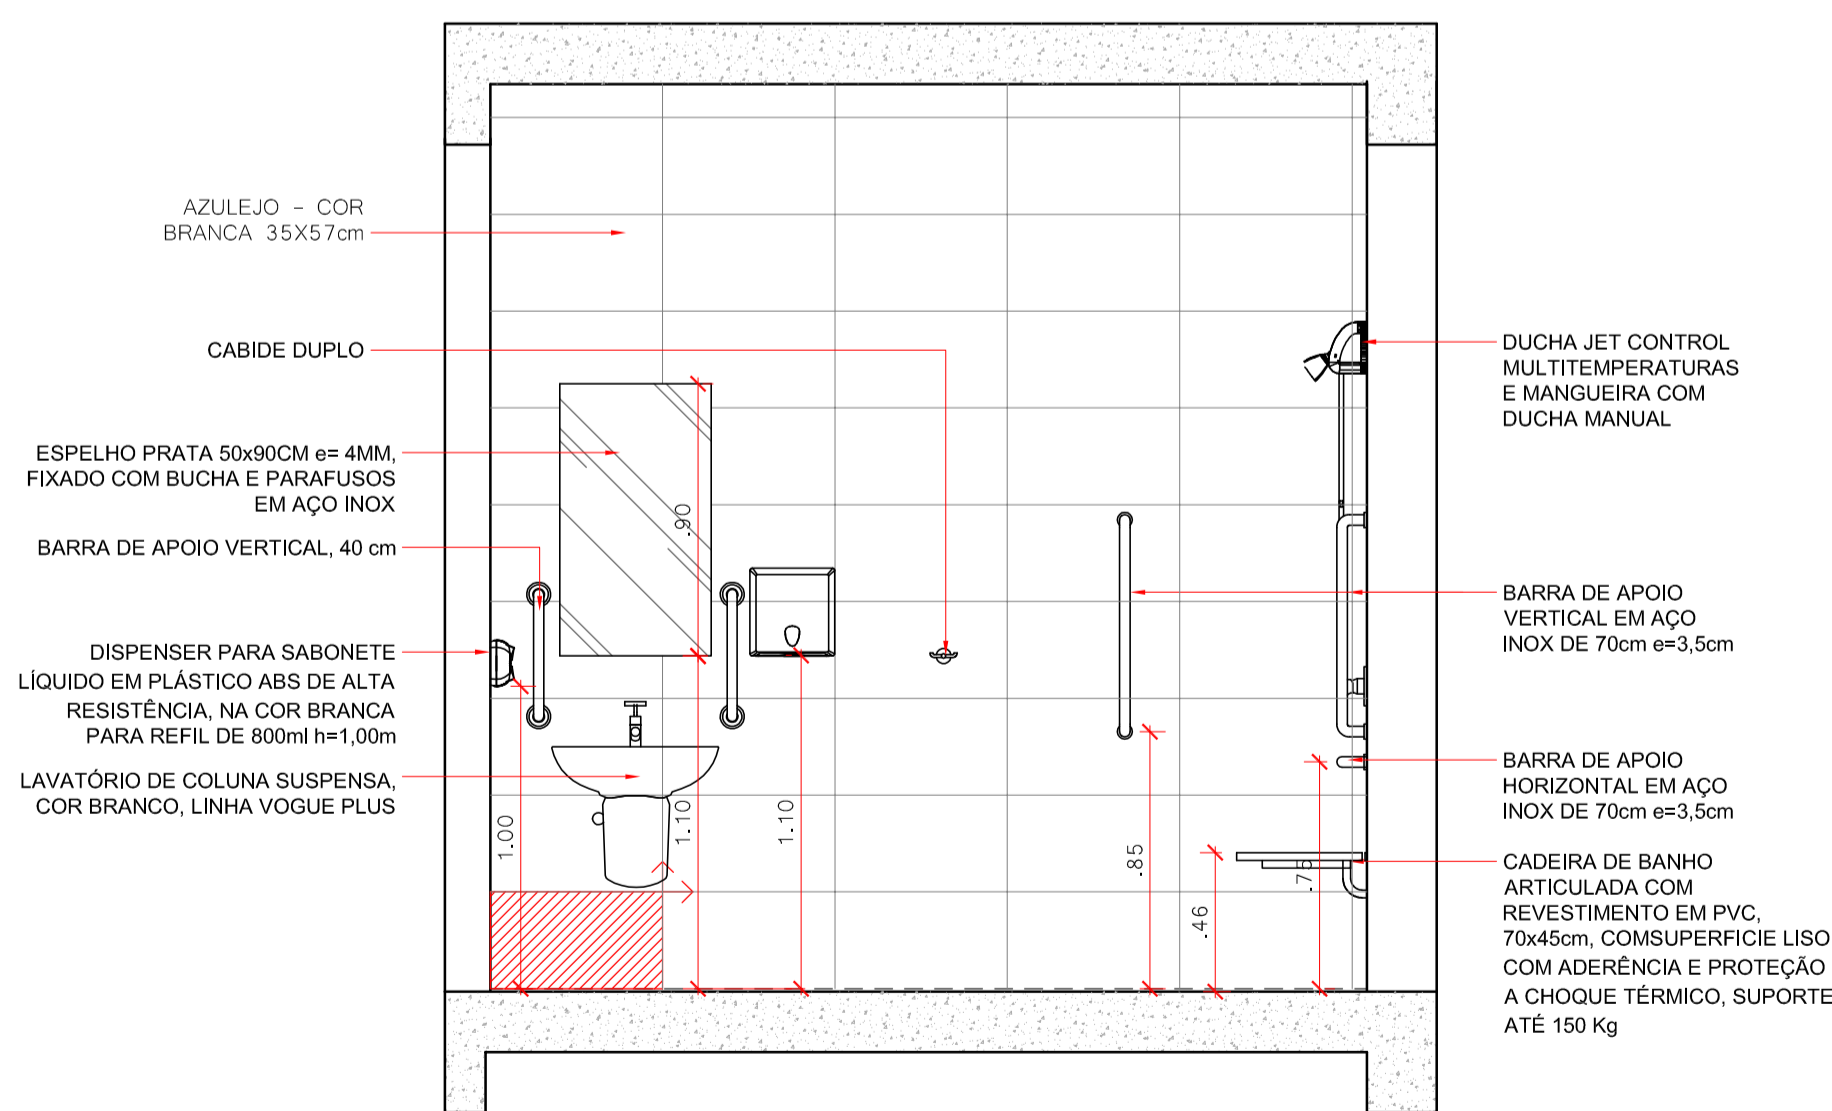 AZULEJO - COR
BRANCA 35X57cm
CABIDE DUPLO
ESPELHO PRATA 50x90CM e= 4MM,
FIXADO COM BUCHA E PARAFUSOS
EM AÇO INOX
BARRA DE APOIO VERTICAL, 40 cm
DISPENSER PARA SABONETE
LÍQUIDO EM PLÁSTICO ABS DE ALTA
RESISTÊNCIA, NA COR BRANCA
PARA REFIL DE 800ml h=1,00m
LAVATÓRIO DE COLUNA SUSPENSA,
COR BRANCO, LINHA VOGUE PLUS
.90
1.00
1.10
1.10
.85
.46
.75
DUCHA JET CONTROL
MULTITEMPERATURAS
E MANGUEIRA COM
DUCHA MANUAL
BARRA DE APOIO
VERTICAL EM AÇO
INOX DE 70cm e=3,5cm
BARRA DE APOIO
HORIZONTAL EM AÇO
INOX DE 70cm e=3,5cm
CADEIRA DE BANHO
ARTICULADA COM
REVESTIMENTO EM PVC,
70x45cm, COMSUPERFICIE LISO
COM ADERÊNCIA E PROTEÇÃO
A CHOQUE TÉRMICO, SUPORTE
ATÉ 150 Kg